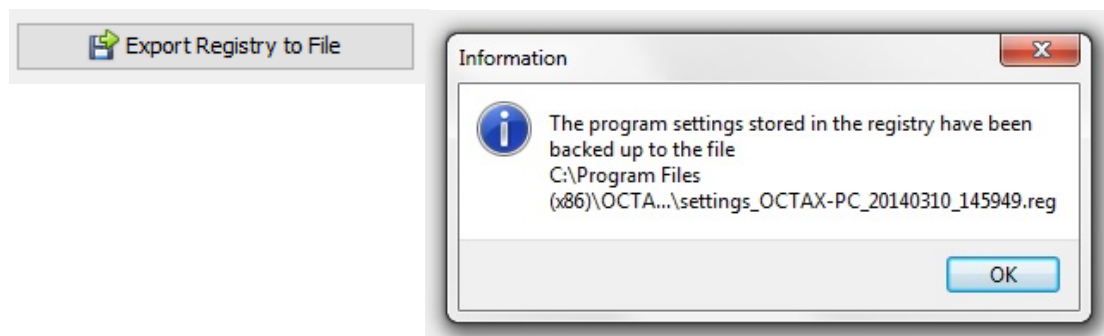 Export Registry to File
Information
The program settings stored in the registry have been
backed up to the file
C:\Program Files
(x86)\OCTA...\settings_OCTAX-PC_20140310_145949.reg
OK